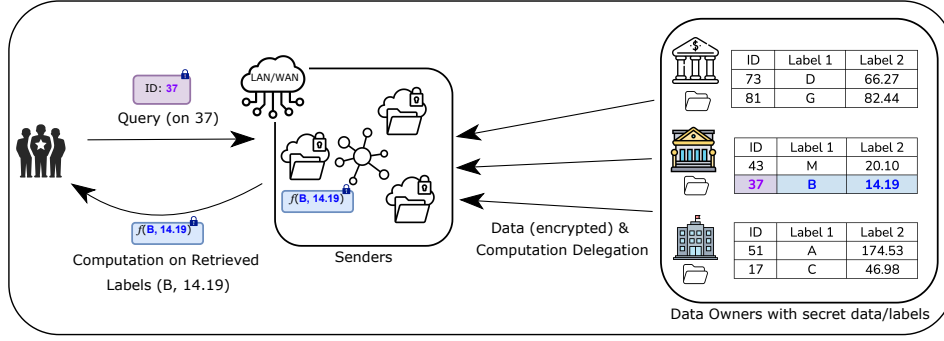 ID: 37
Query (on 37)
LAN/WAN
f(B, 14.19)
Computation on Retrieved
Labels (B, 14.19)
f(B, 14.19)
Senders
Data (encrypted) &
Computation Delegation
ID Label 1 Label 2
73 D 66.27
81 G 82.44
ID Label 1 Label 2
43 M 20.10
37 B 14.19
ID Label 1 Label 2
51 A 174.53
17 C 46.98
Data Owners with secret data/labels